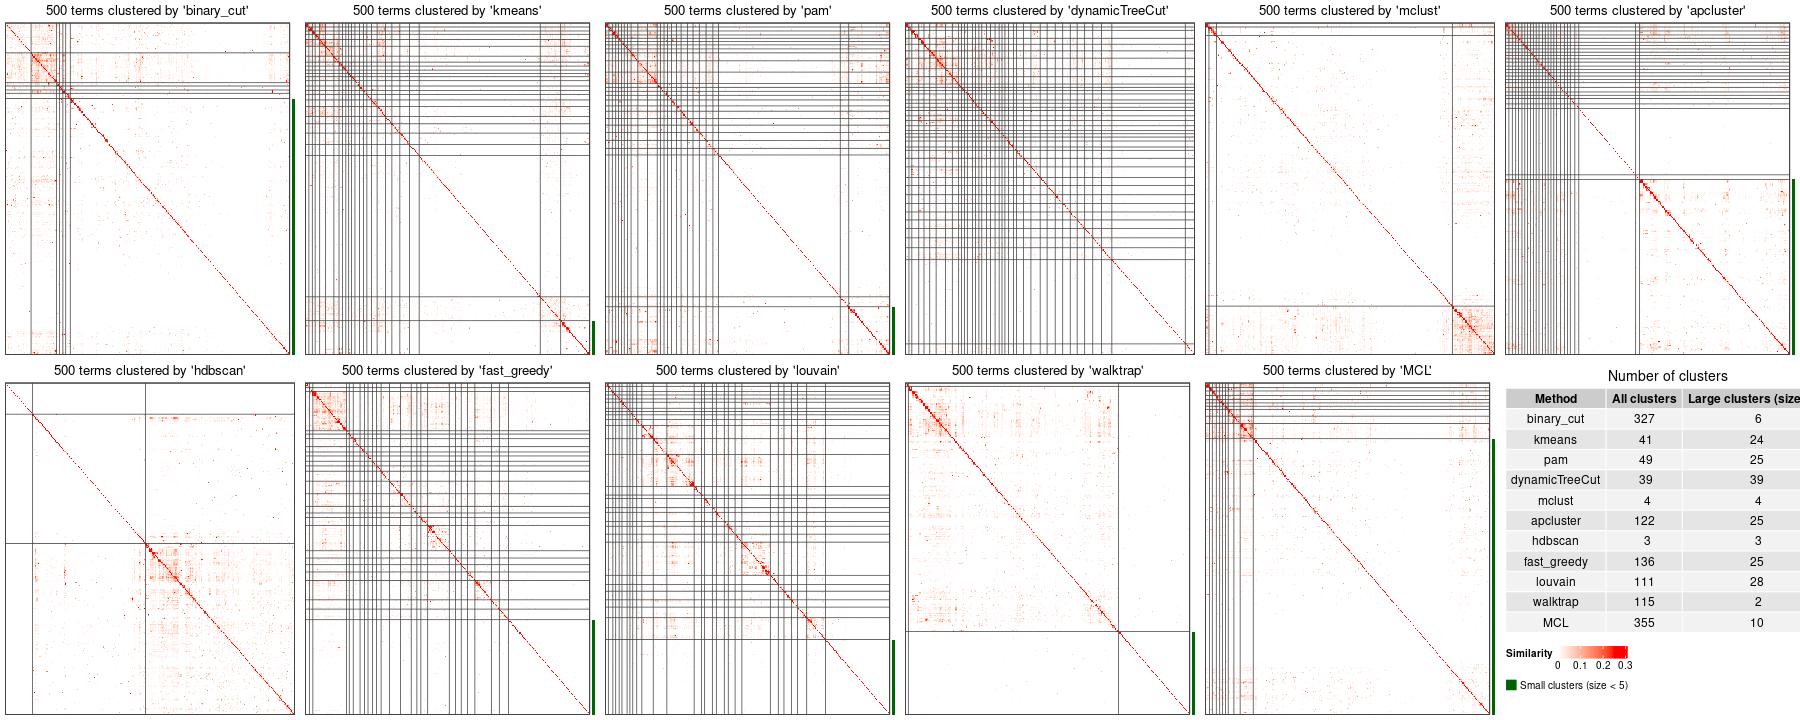 500 terms clustered by 'binary_cut'
500 terms clustered by 'kmeans'
500 terms clustered by 'pam'
500 terms clustered by 'dynamicTreeCut'
500 terms clustered by 'mclust'
500 terms clustered by 'apcluster'
500 terms clustered by 'hdbscan'
500 terms clustered by 'fast_greedy'
500 terms clustered by 'louvain'
500 terms clustered by 'walktrap'
500 terms clustered by 'MCL'
Number of clusters
Method All clusters Large clusters (size
binary_cut 327 6
kmeans 41 24
pam 49 25
dynamicTreeCut 39 39
mclust 4 4
apcluster 122 25
hdbscan 3 3
fast_greedy 136 25
louvain 111 28
walktrap 115 2
MCL 355 10
Similarity
0 0.1 0.2 0.3
Small clusters (size < 5)